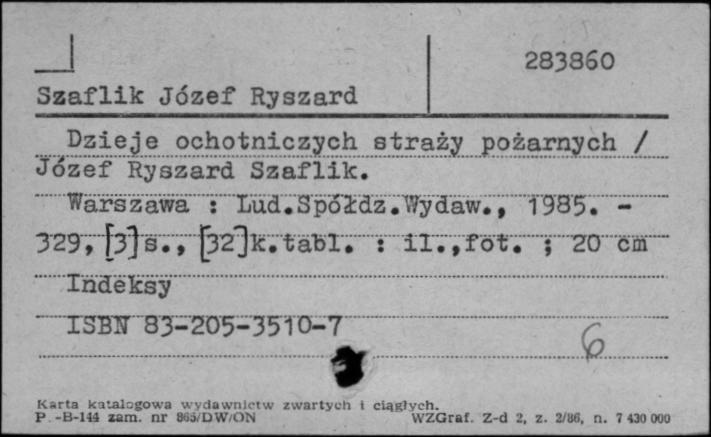 283860
Szaflik Józef Ryszard
Dzieje ochotniczych straży pożarnych /
Józef Ryszard Szaflik.
Warszawa : Lud.Spółdz.Wydaw., 1985. -
329, [3]s., [32]k.tabl. : il.,fot. ; 20 cm
Indeksy
ISBN 83-205-3510-7
6
Karta katalogowa wydawnictw zwartych i ciągłych.
P.-B-144 zam. nr 865/DW/ON WZGraf. Z-d 2, z. 2/86, n. 7 430 000